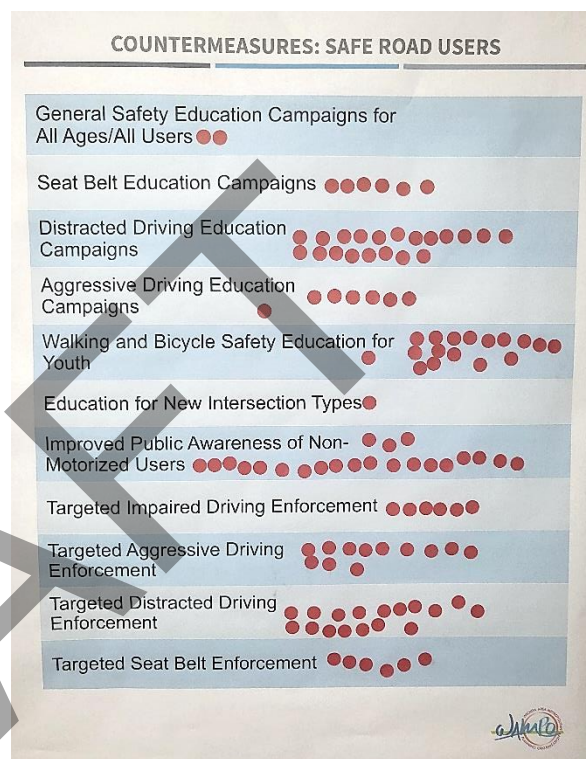 COUNTERMEASURES: SAFE ROAD USERS
General Safety Education Campaigns for
All Ages/All Users
Seat Belt Education Campaigns
Distracted Driving Education
Campaigns
Aggressive Driving Education
Campaigns
Walking and Bicycle Safety Education for
Youth
Education for New Intersection Types
Improved Public Awareness of Non-
Motorized Users
Targeted Impaired Driving Enforcement
Targeted Aggressive Driving
Enforcement
Targeted Distracted Driving
Enforcement
Targeted Seat Belt Enforcement
WAMPO